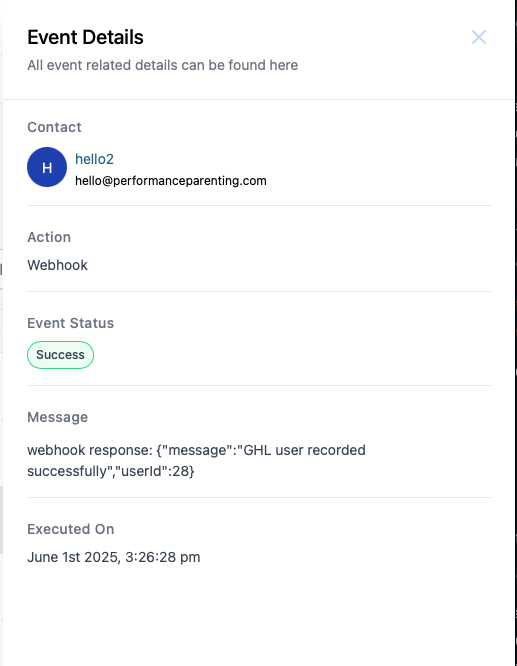 Event Details
All event related details can be found here
Contact
H
hello2
hello@performanceparenting.com
Action
Webhook
Event Status
Success
Message
webhook response: {"message":"GHL user recorded
successfully","userId":28}
Executed On
June 1st 2025, 3:26:28 pm